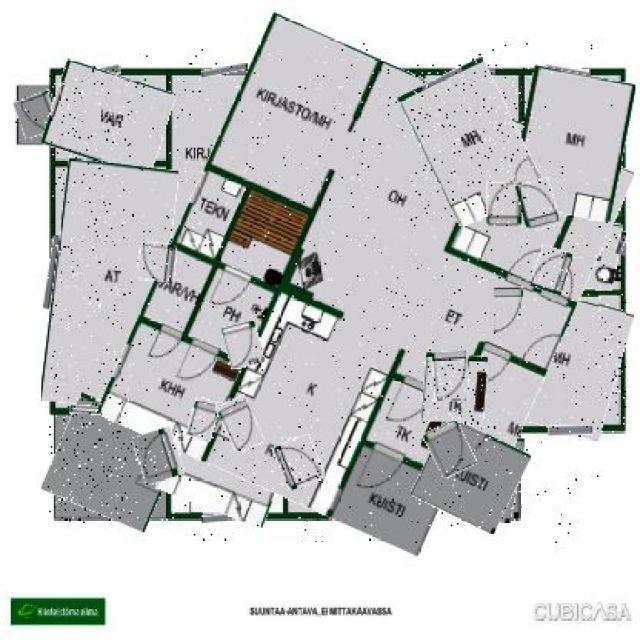 VAR
KIRJASTO/MH
KIRJ
MH
MH
OH
TEKN
AT
VAR/VH
PH
ET
MH
KHH
K
K
TK
TK
KUISTI
KUISTI
Kiinteistömaailma
SUUNTAA-ANTAVA, EI MITTAKAAVASSA
CUBICASA